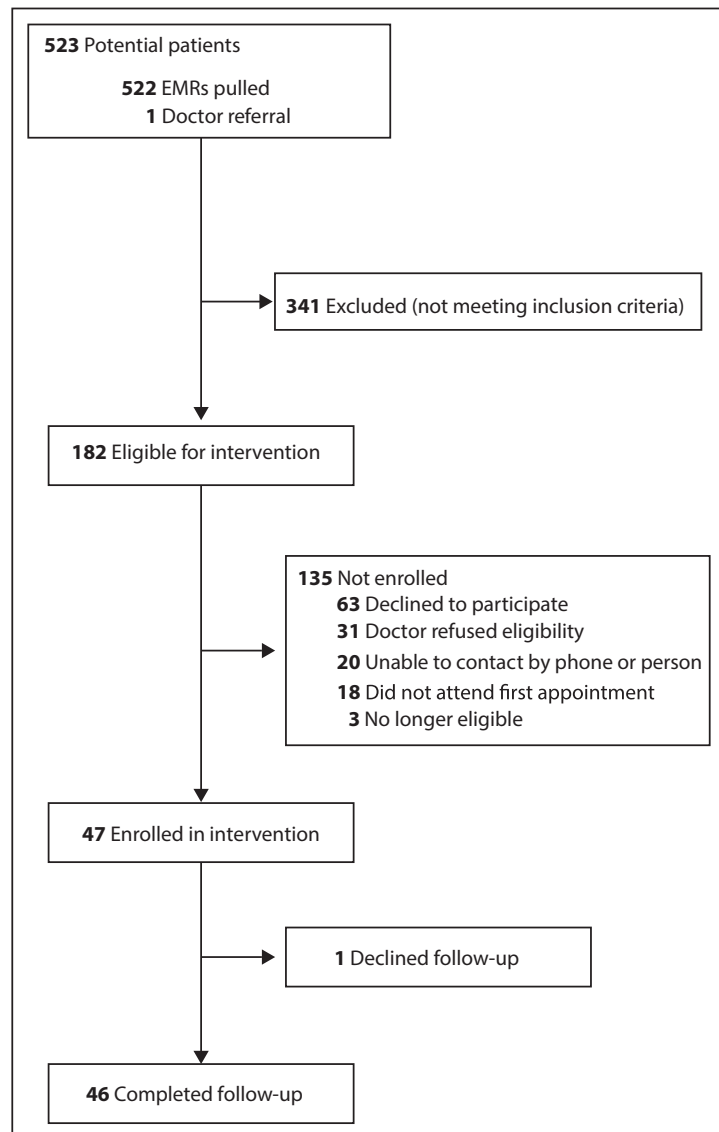 523 Potential patients
522 EMRs pulled
1 Doctor referral
341 Excluded (not meeting inclusion criteria)
182 Eligible for intervention
135 Not enrolled
63 Declined to participate
31 Doctor refused eligibility
20 Unable to contact by phone or person
18 Did not attend first appointment
3 No longer eligible
47 Enrolled in intervention
1 Declined follow-up
46 Completed follow-up